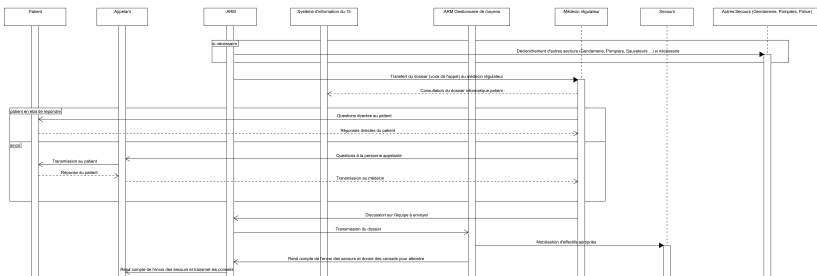 Patient
Appelant
:ARM
:Système d'information du 15
:ARM Gestionnaire de moyens
:Médecin régulateur
:Secours
:Autres Secours (Gendarmerie, Pompiers, Police)
si nécessaire
Déclenchement d'autres secours (Gendarmerie, Pompiers, Sauveteurs ...) si nécessaire
Transfert du dossier (voire de l'appel) au médecin régulateur
Consultation du dossier informatique patient
patient en état de répondre
Questions directes au patient
Réponses directes du patient
sinon
Questions à la personne appelante
Transmission au patient
Réponse du patient
Transmission au médecin
Discussion sur l'équipe à envoyer
Transmission du dossier
Mobilisation d'effectifs appropriés
Rend compte de l'envoi des secours et donne des conseils pour attendre
Rend compte de l'envoi des secours et transmet les conseils